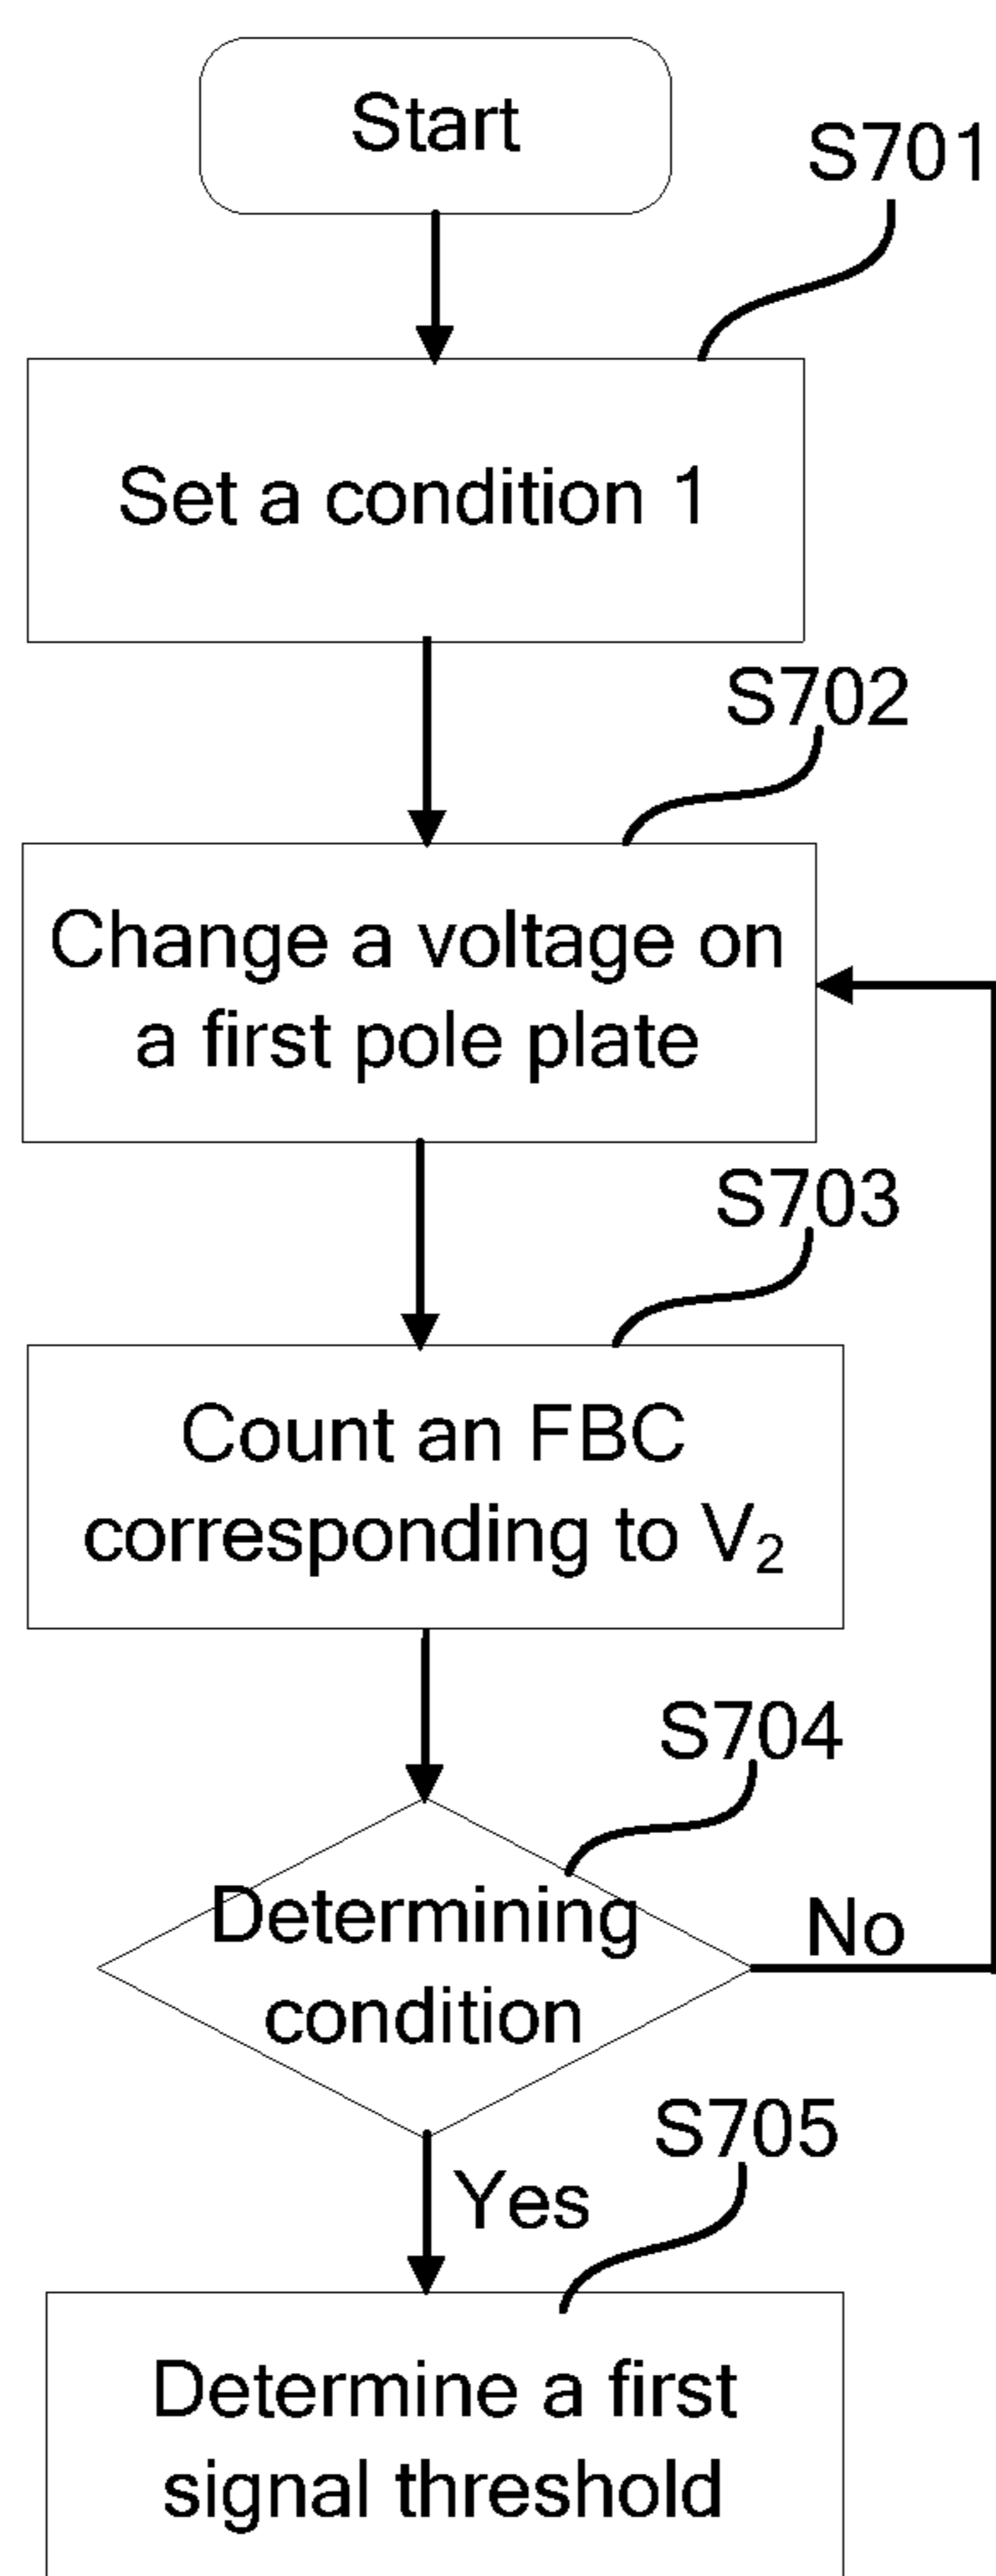 Start
S701
Set a condition 1
S702
Change a voltage on
a first pole plate
S703
Count an FBC
corresponding to V₂
S704
Determining
condition
No
S705
Yes
Determine a first
signal threshold